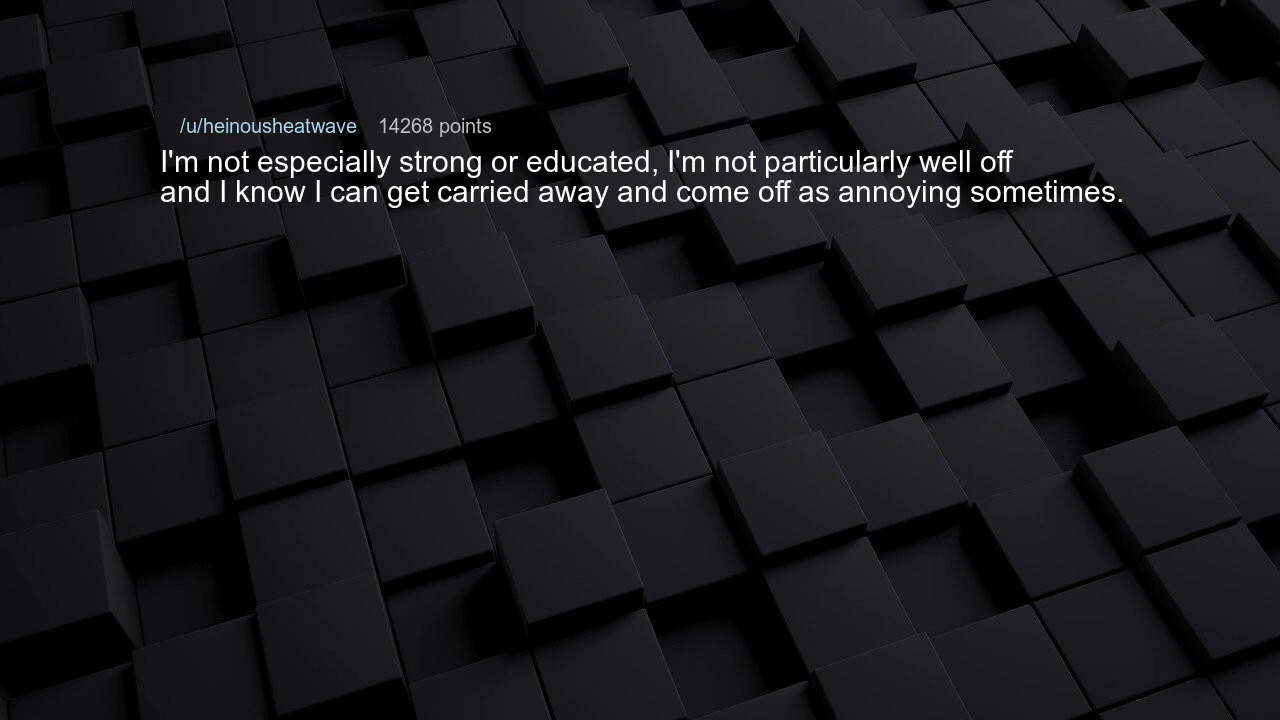 /u/heinousheatwave 14268 points
I'm not especially strong or educated, I'm not particularly well off
and I know I can get carried away and come off as annoying sometimes.